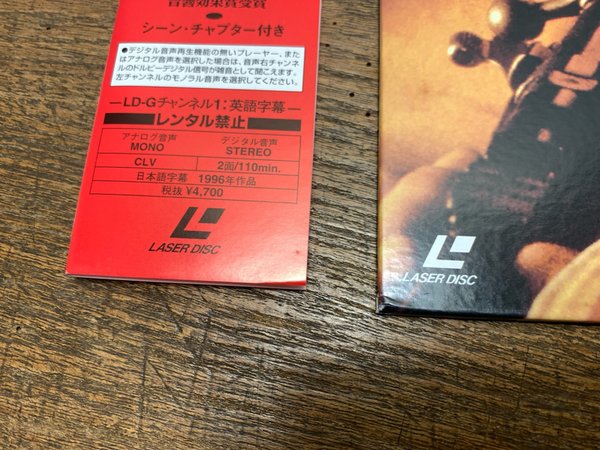 音響効果賞受賞
●
シーン・チャプター付き
●デジタル音声再生機能の無いプレーヤー、また
はアナログ音声を選択した場合は、音声右チャンネ
ルのドルビーデジタル信号が雑音として聞こえます。
左チャンネルのモノラル音声を選択してください。
—LD-Gチャンネル1:英語字幕—
レンタル禁止
アナログ音声 デジタル音声
MONO STEREO
CLV 2面/110min.
日本語字幕 1996年作品
税抜 ¥4,700
LASER DISC
LASER DISC